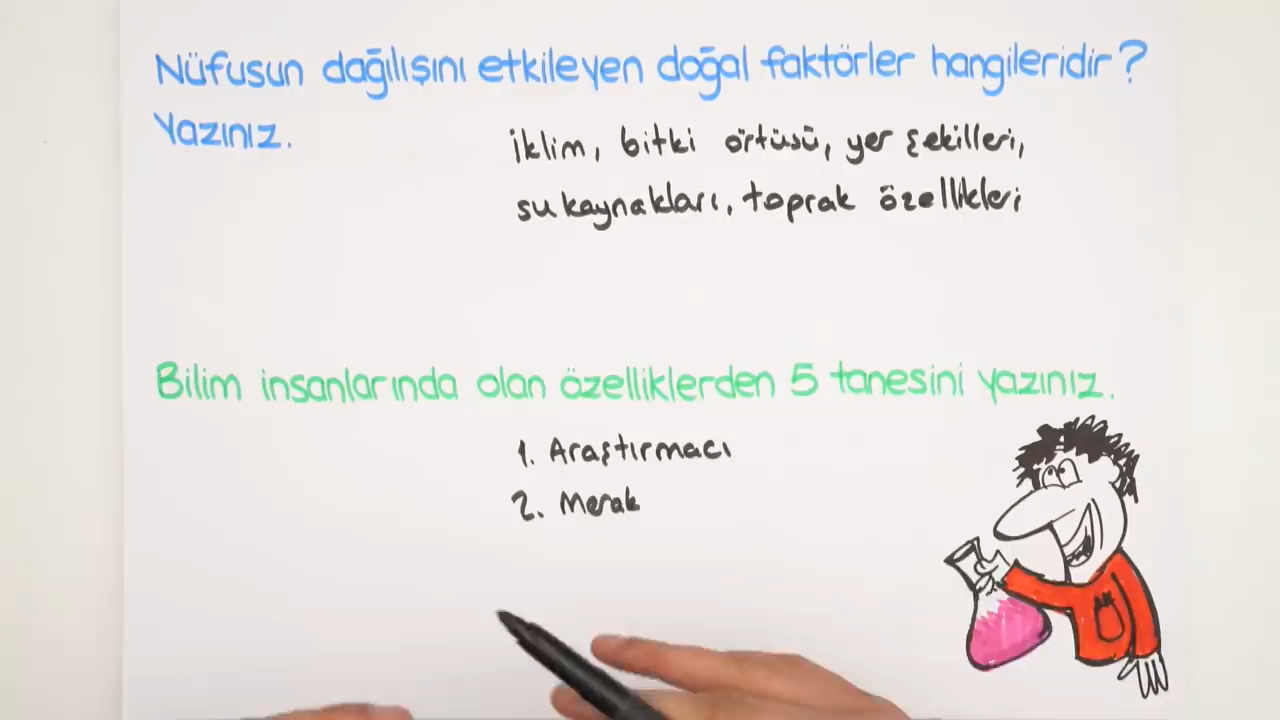 Nüfusun dağılışını etkileyen doğal faktörler hangileridir?
Yazınız.
iklim, bitki örtüsü, yer şekilleri,
su kaynakları, toprak özellikleri
Bilim insanlarında olan özelliklerden 5 tanesini yazınız.
1. Araştırmacı
2. Merak